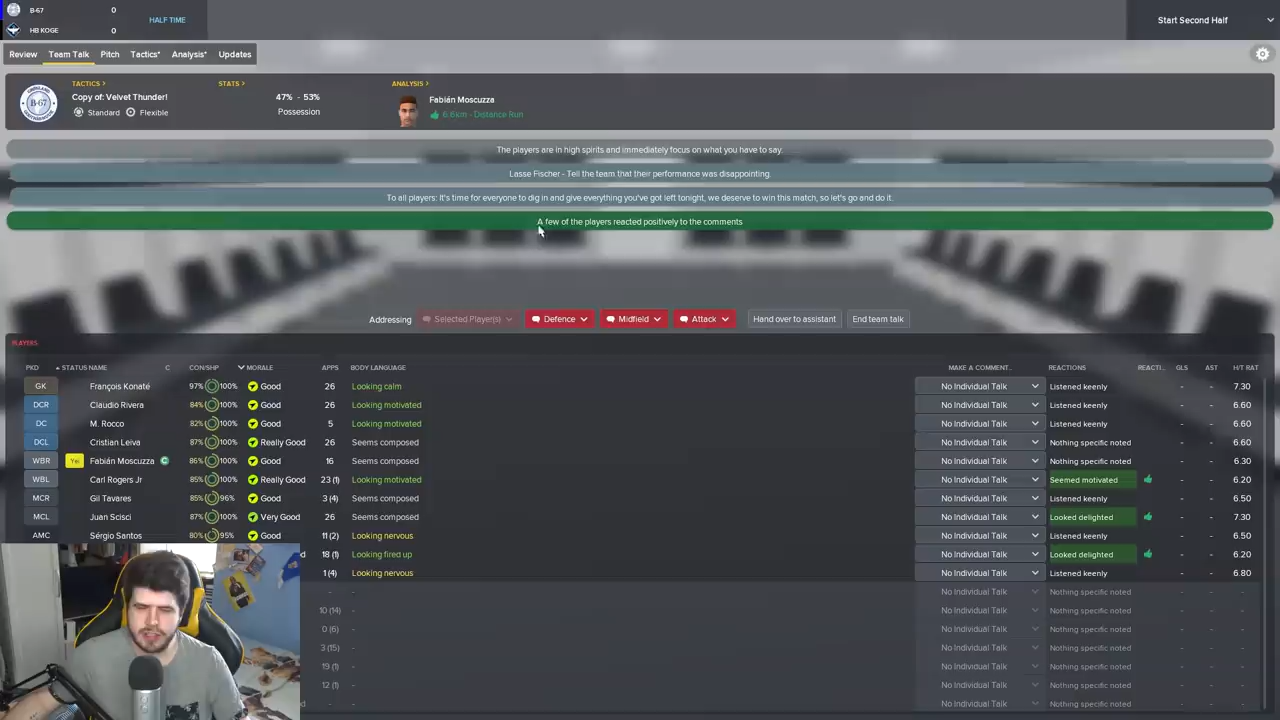 B-67 0
HB KOGE 0
HALF TIME
Start Second Half
Review Team Talk Pitch Tactics* Analysis* Updates
TACTICS > STATS > ANALYSIS >
Copy of: Velvet Thunder!
Standard Flexible
47% - 53%
Possession
Fabián Moscuzza
6.6km - Distance Run
B-67
The players are in high spirits and immediately focus on what you have to say.
Lasse Fischer - Tell the team that their performance was disappointing.
To all players: It's time for everyone to dig in and give everything you've got left tonight, we deserve to win this match, so let's go and do it.
A few of the players reacted positively to the comments
Addressing Selected Player(s) Defence Midfield Attack Hand over to assistant End team talk
PLAYERS
PKD STATUS NAME C CON/SHP MORALE APPS BODY LANGUAGE MAKE A COMMENT... REACTIONS REACTI... GLS AST H/T RAT
GK François Konaté 97% 100% Good 26 Looking calm No Individual Talk Listened keenly - - 7.30
DCR Claudio Rivera 84% 100% Good 26 Looking motivated No Individual Talk Listened keenly - - 6.60
DC M. Rocco 82% 100% Good 5 Looking motivated No Individual Talk Listened keenly - - 6.60
DCL Cristian Leiva 87% 100% Really Good 26 Seems composed No Individual Talk Nothing specific noted - - 6.60
WBR Yel Fabián Moscuzza C 86% 100% Good 16 Seems composed No Individual Talk Nothing specific noted - - 6.30
WBL Carl Rogers Jr 85% 100% Really Good 23 (1) Looking motivated No Individual Talk Seemed motivated - - 6.20
MCR Gil Tavares 85% 96% Good 3 (4) Seems composed No Individual Talk Listened keenly - - 6.50
MCL Juan Scisci 87% 100% Very Good 26 Seems composed No Individual Talk Looked delighted - - 7.30
AMC Sérgio Santos 80% 95% Good 11 (2) Looking nervous No Individual Talk Listened keenly - - 6.50
18 (1) Looking fired up No Individual Talk Looked delighted - - 6.20
1 (4) Looking nervous No Individual Talk Listened keenly - - 6.80
- - No Individual Talk Nothing specific noted - - -
10 (14) - No Individual Talk Nothing specific noted - - -
0 (6) - No Individual Talk Nothing specific noted - - -
3 (15) - No Individual Talk Nothing specific noted - - -
19 (1) - No Individual Talk Nothing specific noted - - -
12 (1) - No Individual Talk Nothing specific noted - - -
- - No Individual Talk Nothing specific noted - - -